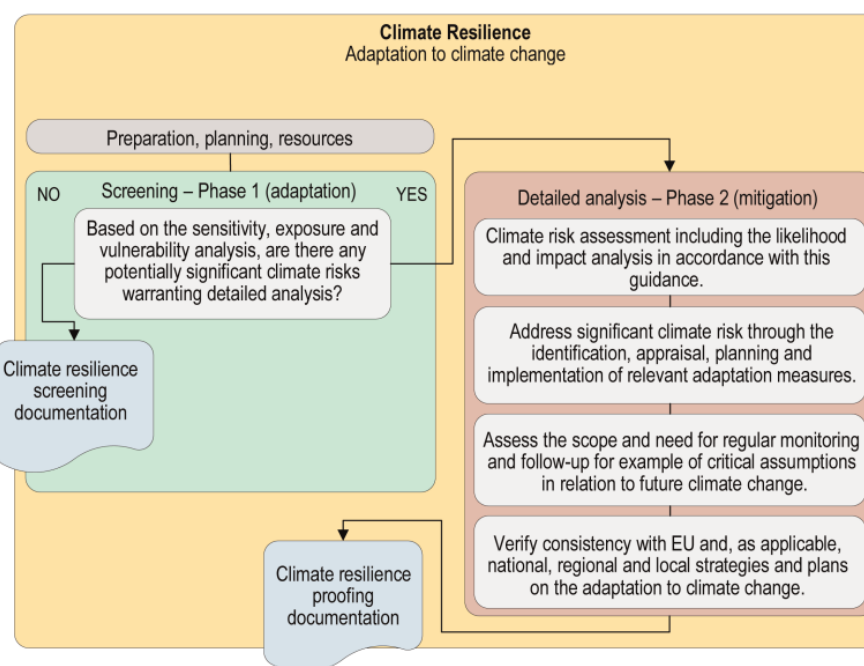 Climate Resilience
Adaptation to climate change
Preparation, planning, resources
NO
Screening – Phase 1 (adaptation)
YES
Based on the sensitivity, exposure and
vulnerability analysis, are there any
potentially significant climate risks
warranting detailed analysis?
Climate resilience
screening
documentation
Detailed analysis – Phase 2 (mitigation)
Climate risk assessment including the likelihood
and impact analysis in accordance with this
guidance.
Address significant climate risk through the
identification, appraisal, planning and
implementation of relevant adaptation measures.
Assess the scope and need for regular monitoring
and follow-up for example of critical assumptions
in relation to future climate change.
Verify consistency with EU and, as applicable,
national, regional and local strategies and plans
on the adaptation to climate change.
Climate resilience
proofing
documentation